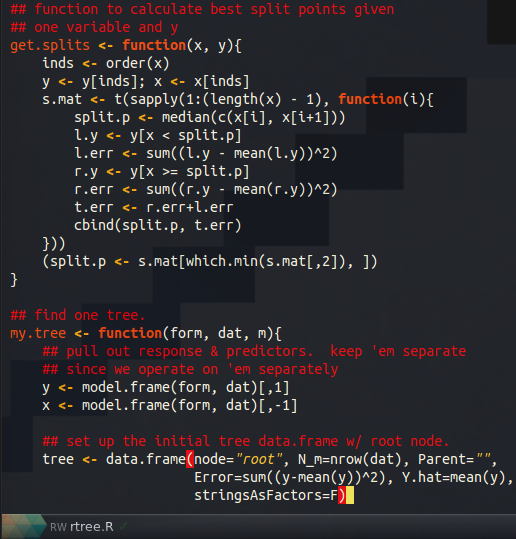 ## function to calculate best split points given
## one variable and y
get.splits <- function(x, y){
    inds <- order(x)
    y <- y[inds]; x <- x[inds]
    s.mat <- t(sapply(1:(length(x) - 1), function(i){
        split.p <- median(c(x[i], x[i+1]))
        l.y <- y[x < split.p]
        l.err <- sum((l.y - mean(l.y))^2)
        r.y <- y[x >= split.p]
        r.err <- sum((r.y - mean(r.y))^2)
        t.err <- r.err+l.err
        cbind(split.p, t.err)
    }))
    (split.p <- s.mat[which.min(s.mat[,2]), ])
}
## find one tree.
my.tree <- function(form, dat, m){
    ## pull out response & predictors.  keep 'em separate
    ## since we operate on 'em separately
    y <- model.frame(form, dat)[,1]
    x <- model.frame(form, dat)[,-1]
    ## set up the initial tree data.frame w/ root node.
    tree <- data.frame(node="root", N_m=nrow(dat), Parent="",
                       Error=sum((y-mean(y))^2), Y.hat=mean(y),
                       stringsAsFactors=F)
RW rtree.R ✓